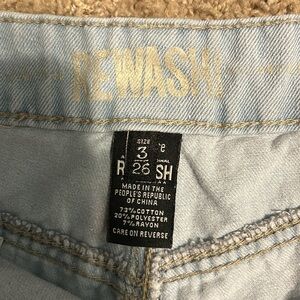 REWASH
SIZE
3
26
R SH
MADE IN THE
PEOPLE'S REPUBLIC
OF CHINA
73% COTTON
20% POLYESTER
7% RAYON
CARE ON REVERSE